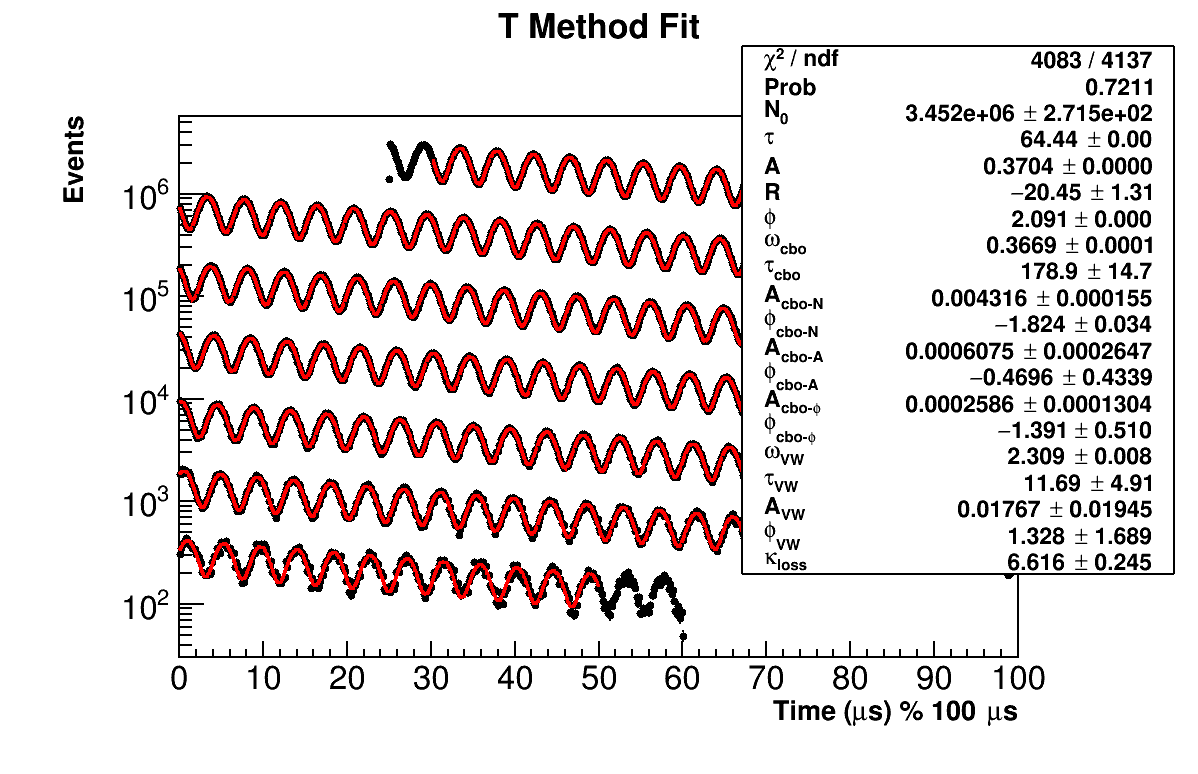 T Method Fit
χ² / ndf 4083 / 4137
Prob 0.7211
N₀ 3.452e+06 ± 2.715e+02
τ 64.44 ± 0.00
A 0.3704 ± 0.0000
R −20.45 ± 1.31
ϕ 2.091 ± 0.000
ω_cbo 0.3669 ± 0.0001
τ_cbo 178.9 ± 14.7
A_cbo-N 0.004316 ± 0.000155
ϕ_cbo-N −1.824 ± 0.034
A_cbo-A 0.0006075 ± 0.0002647
ϕ_cbo-A −0.4696 ± 0.4339
A_cbo-ϕ 0.0002586 ± 0.0001304
ϕ_cbo-ϕ −1.391 ± 0.510
ω_VW 2.309 ± 0.008
τ_VW 11.69 ± 4.91
A_VW 0.01767 ± 0.01945
ϕ_VW 1.328 ± 1.689
κ_loss 6.616 ± 0.245
Events
10⁶
10⁵
10⁴
10³
10²
0 10 20 30 40 50 60 70 80 90 100
Time (μs) % 100 μs